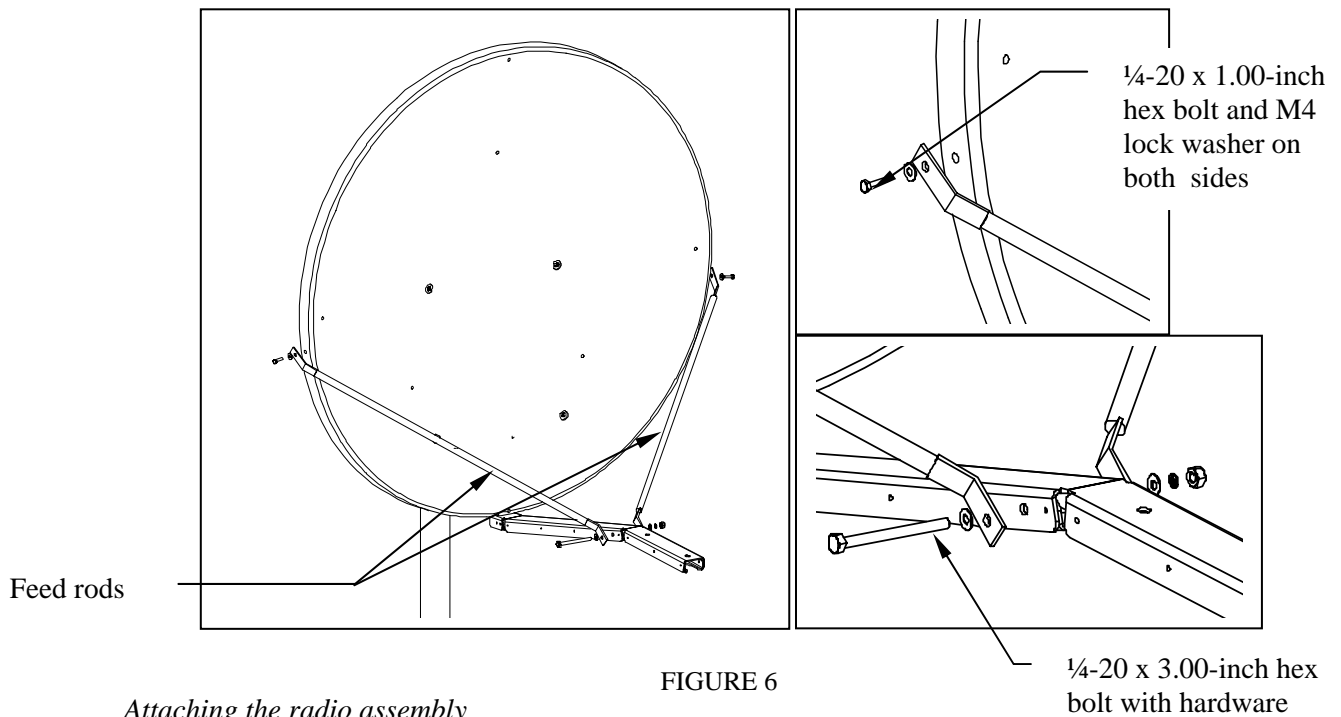 ¼-20 x 1.00-inch
hex bolt and M4
lock washer on
both sides
Feed rods
FIGURE 6
¼-20 x 3.00-inch hex
bolt with hardware
Attaching the radio assembly